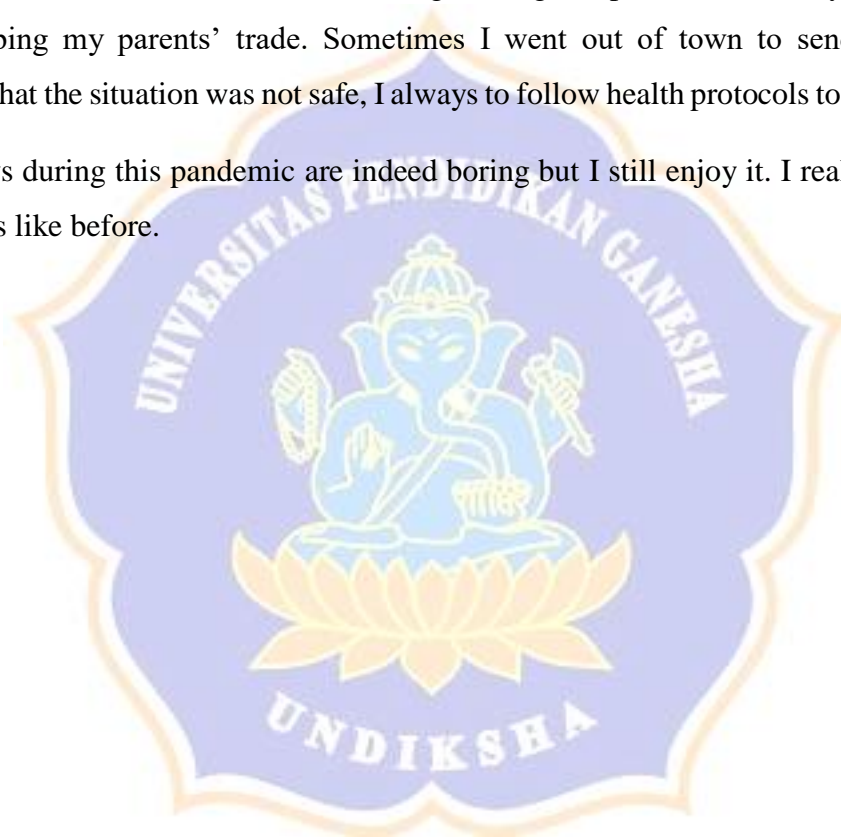 ping my parents’ trade. Sometimes I went out of town to sen
hat the situation was not safe, I always to follow health protocols to
s during this pandemic are indeed boring but I still enjoy it. I real
s like before.
UNIVERSITAS PENDIDIKAN GANESHA
UNDIKSHA